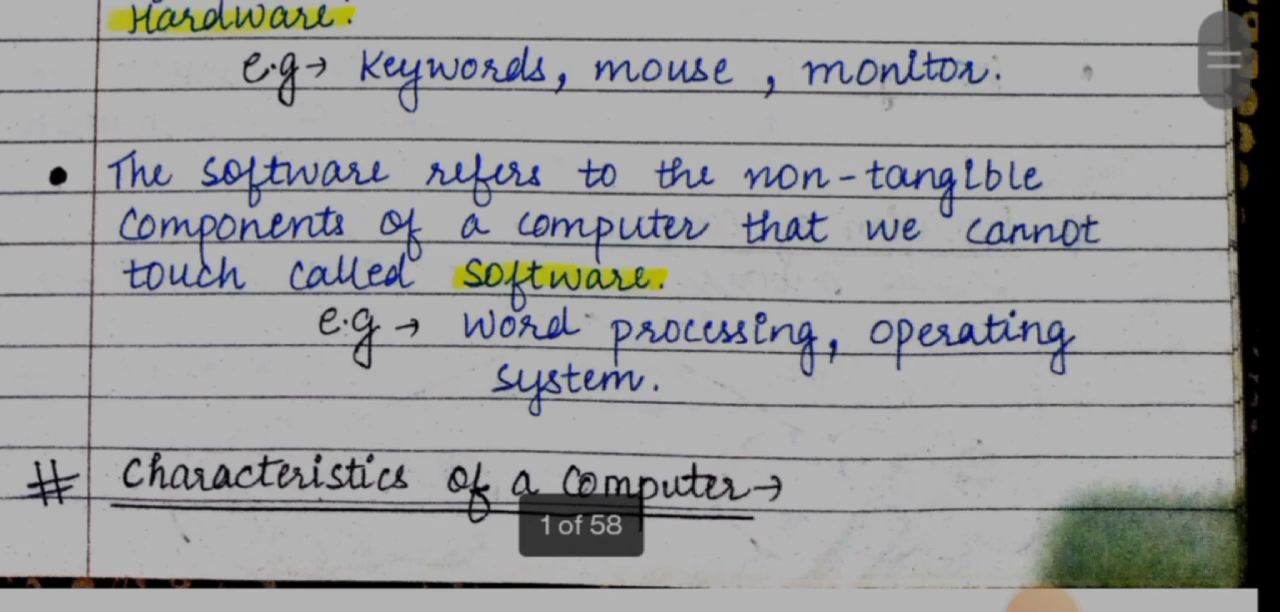 Hardware.
e.g → Keywords, mouse, monitor.
• The software refers to the non-tangible
components of a computer that we cannot
touch called software.
e.g → Word processing, operating
system.
# Characteristics of a Computer →
1 of 58